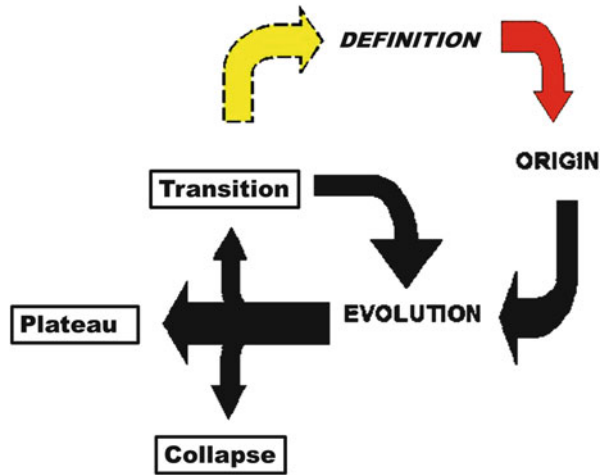 DEFINITION
ORIGIN
Transition
EVOLUTION
Plateau
Collapse